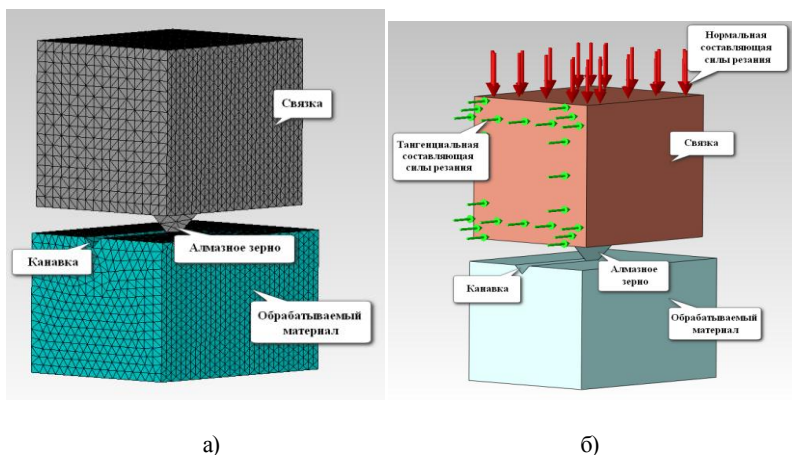 Связка
Канавка
Алмазное зерно
Обрабатываемый
материал
Нормальная
составляющая
силы резания
Тангенциальная
составляющая
силы резания
Связка
Канавка
Алмазное
зерно
Обрабатываемый
материал
а)
б)